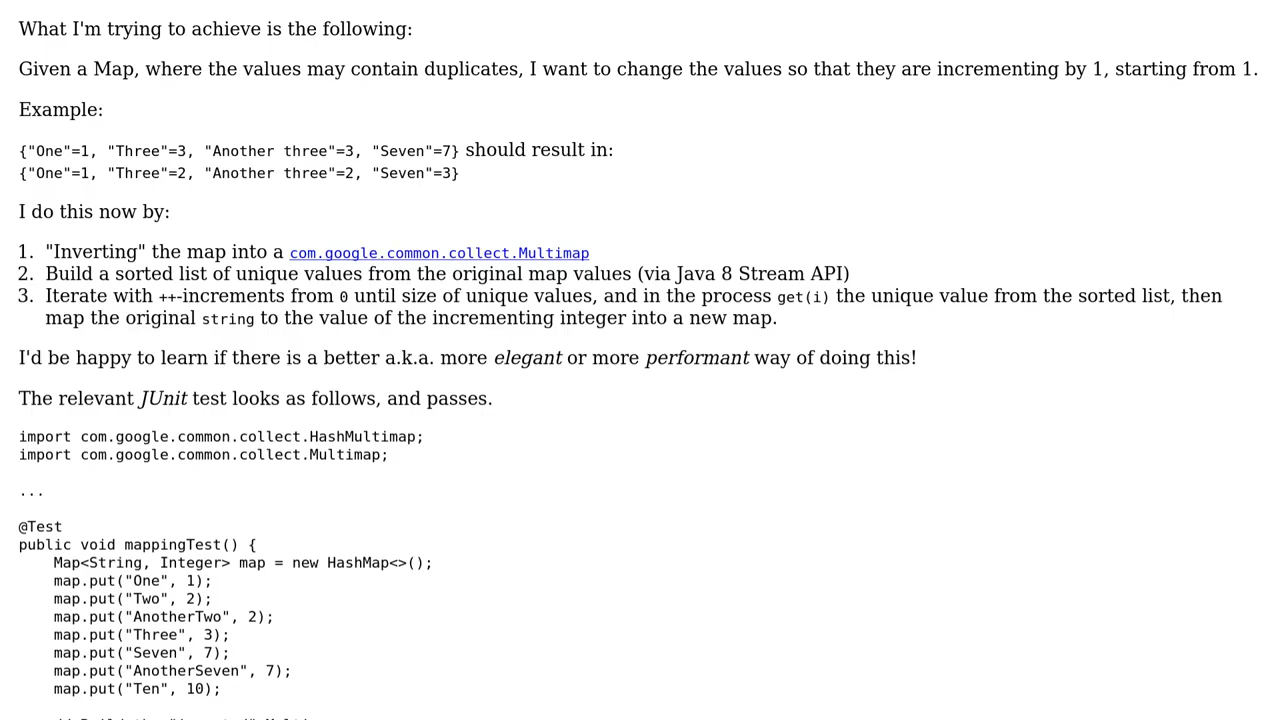 What I'm trying to achieve is the following:
Given a Map, where the values may contain duplicates, I want to change the values so that they are incrementing by 1, starting from 1.
Example:
{"One"=1, "Three"=3, "Another three"=3, "Seven"=7} should result in:
{"One"=1, "Three"=2, "Another three"=2, "Seven"=3}
I do this now by:
1. "Inverting" the map into a com.google.common.collect.Multimap
2. Build a sorted list of unique values from the original map values (via Java 8 Stream API)
3. Iterate with ++-increments from 0 until size of unique values, and in the process get(i) the unique value from the sorted list, then
map the original string to the value of the incrementing integer into a new map.
I'd be happy to learn if there is a better a.k.a. more elegant or more performant way of doing this!
The relevant JUnit test looks as follows, and passes.
import com.google.common.collect.HashMultimap;
import com.google.common.collect.Multimap;
...
@Test
public void mappingTest() {
    Map<String, Integer> map = new HashMap<>();
    map.put("One", 1);
    map.put("Two", 2);
    map.put("AnotherTwo", 2);
    map.put("Three", 3);
    map.put("Seven", 7);
    map.put("AnotherSeven", 7);
    map.put("Ten", 10);